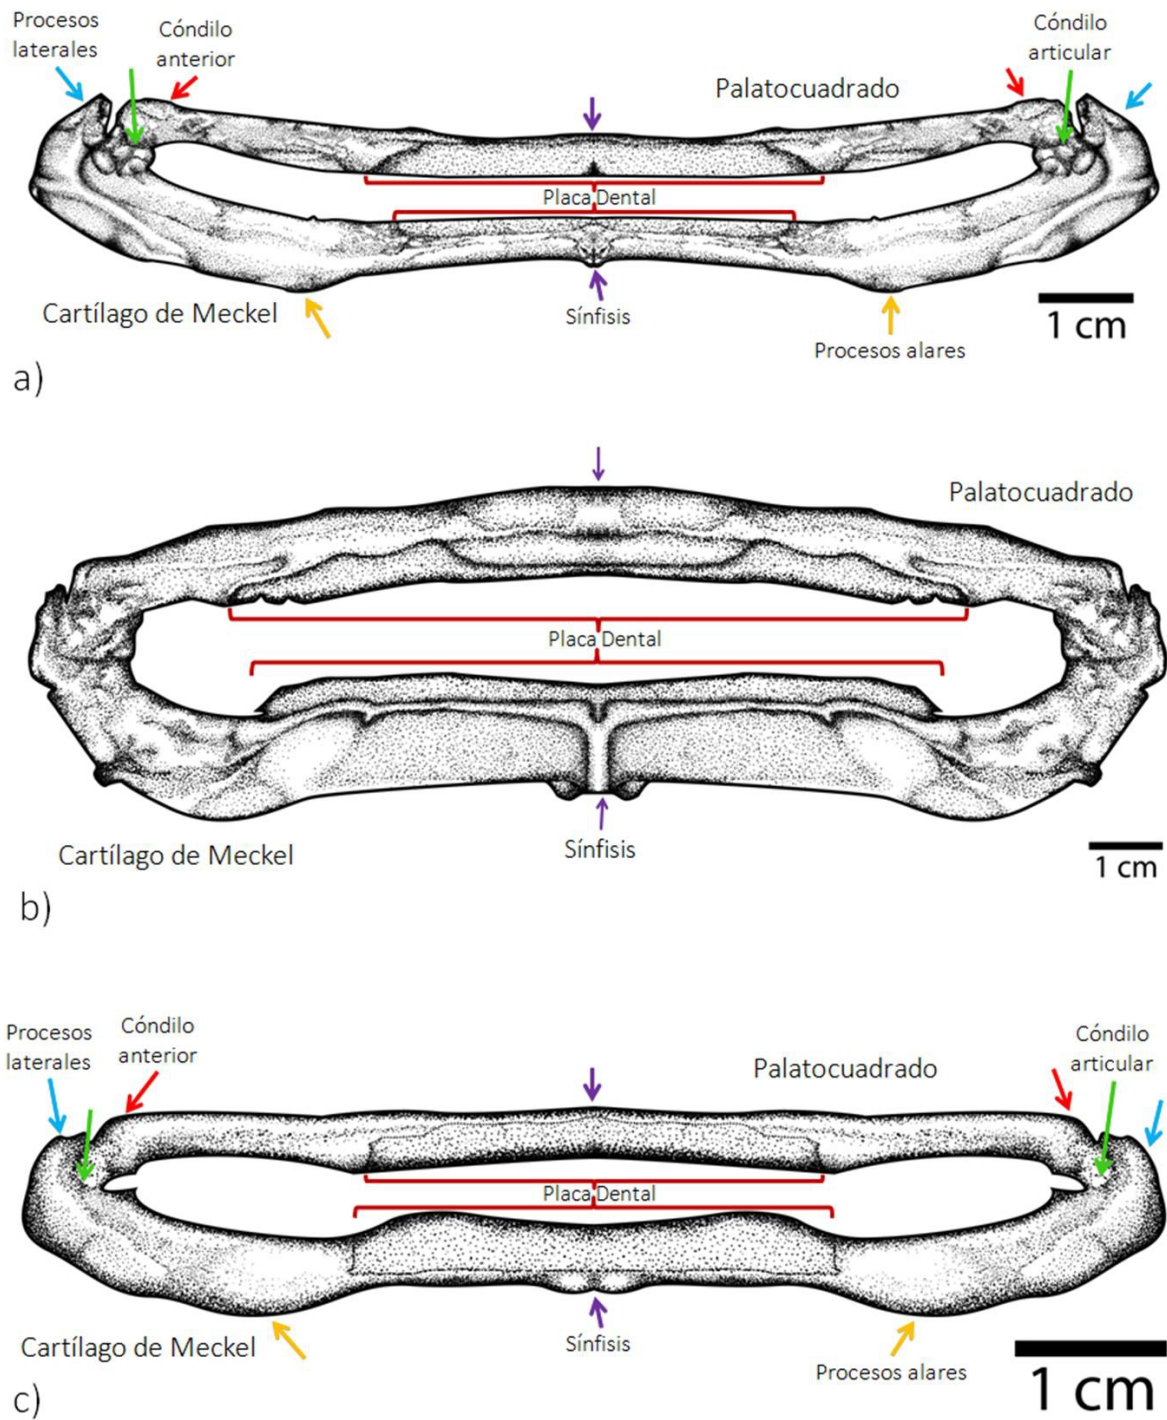 Procesos
laterales
Cóndilo
anterior
Palatocuadrado
Cóndilo
articular
Placa Dental
Cartílago de Meckel
Sínfisis
Procesos alares
1 cm
a)
Palatocuadrado
Placa Dental
Cartílago de Meckel
Sínfisis
1 cm
b)
Procesos
laterales
Cóndilo
anterior
Palatocuadrado
Cóndilo
articular
Placa Dental
Cartílago de Meckel
Sínfisis
Procesos alares
1 cm
c)